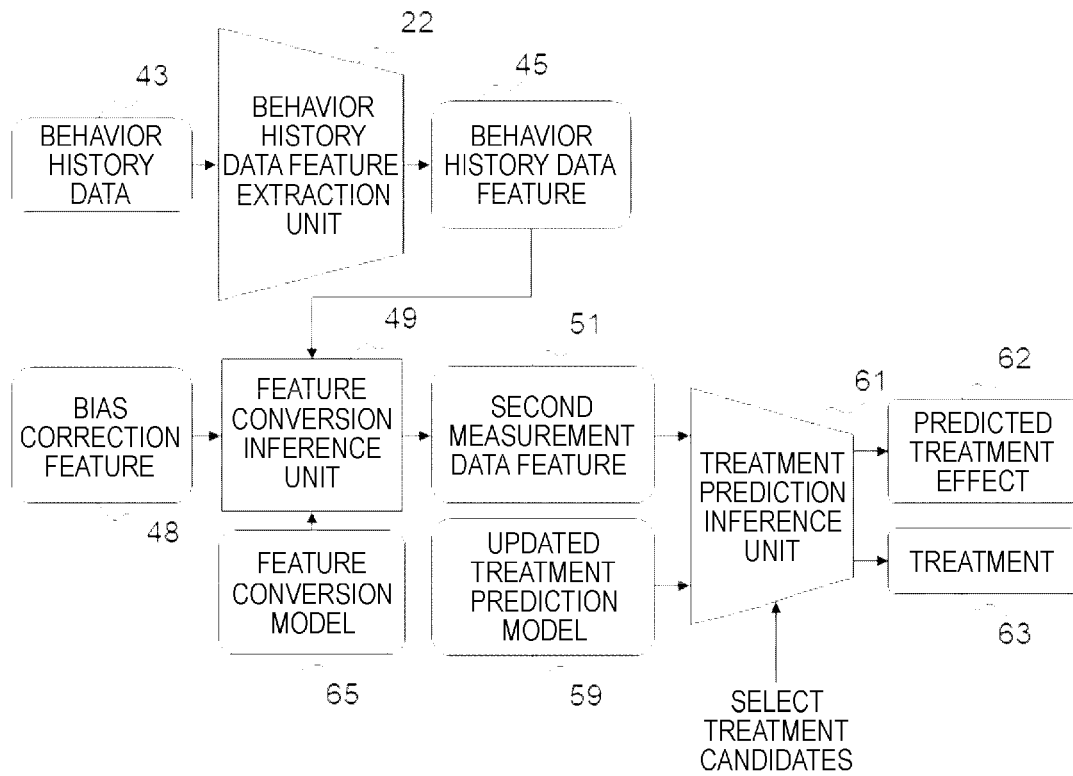 22
43
45
BEHAVIOR
HISTORY
DATA
BEHAVIOR
HISTORY
DATA FEATURE
EXTRACTION
UNIT
BEHAVIOR
HISTORY DATA
FEATURE
49
51
61
62
BIAS
CORRECTION
FEATURE
FEATURE
CONVERSION
INFERENCE
UNIT
SECOND
MEASUREMENT
DATA FEATURE
TREATMENT
PREDICTION
INFERENCE
UNIT
PREDICTED
TREATMENT
EFFECT
48
FEATURE
CONVERSION
MODEL
UPDATED
TREATMENT
PREDICTION
MODEL
TREATMENT
65
59
63
SELECT
TREATMENT
CANDIDATES